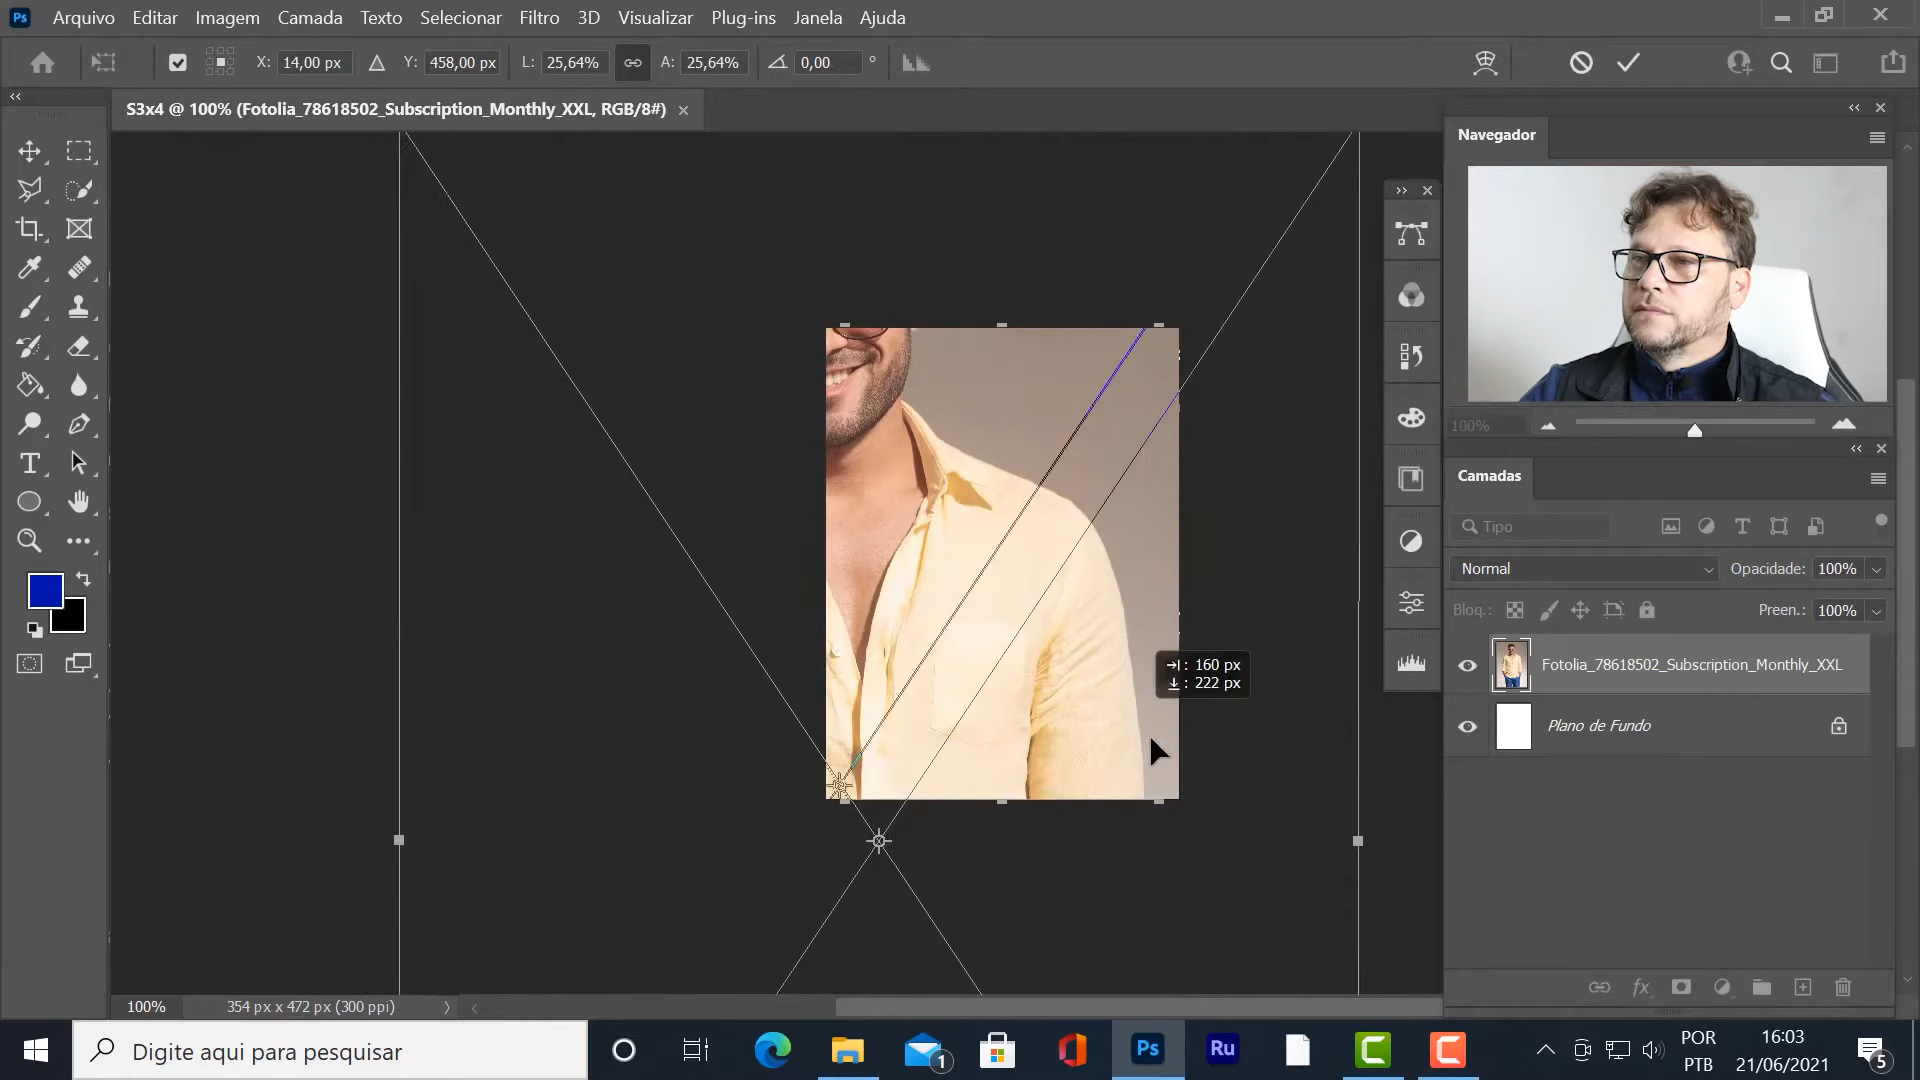 Ps Arquivo Editar Imagem Camada Texto Selecionar Filtro 3D Visualizar Plug-ins Janela Ajuda
X: 14,00 px Y: 458,00 px L: 25,64% A: 25,64% 0,00 °
S3x4 @ 100% (Fotolia_78618502_Subscription_Monthly_XXL, RGB/8#) ×
Navegador
100%
Camadas
Tipo
Normal Opacidade: 100%
Bloq.: Preen.: 100%
Fotolia_78618502_Subscription_Monthly_XXL
Plano de Fundo
: 160 px
: 222 px
fx
100% 354 px x 472 px (300 ppi)
Digite aqui para pesquisar
1
Ps
Ru
POR
PTB
16:03
21/06/2021
5